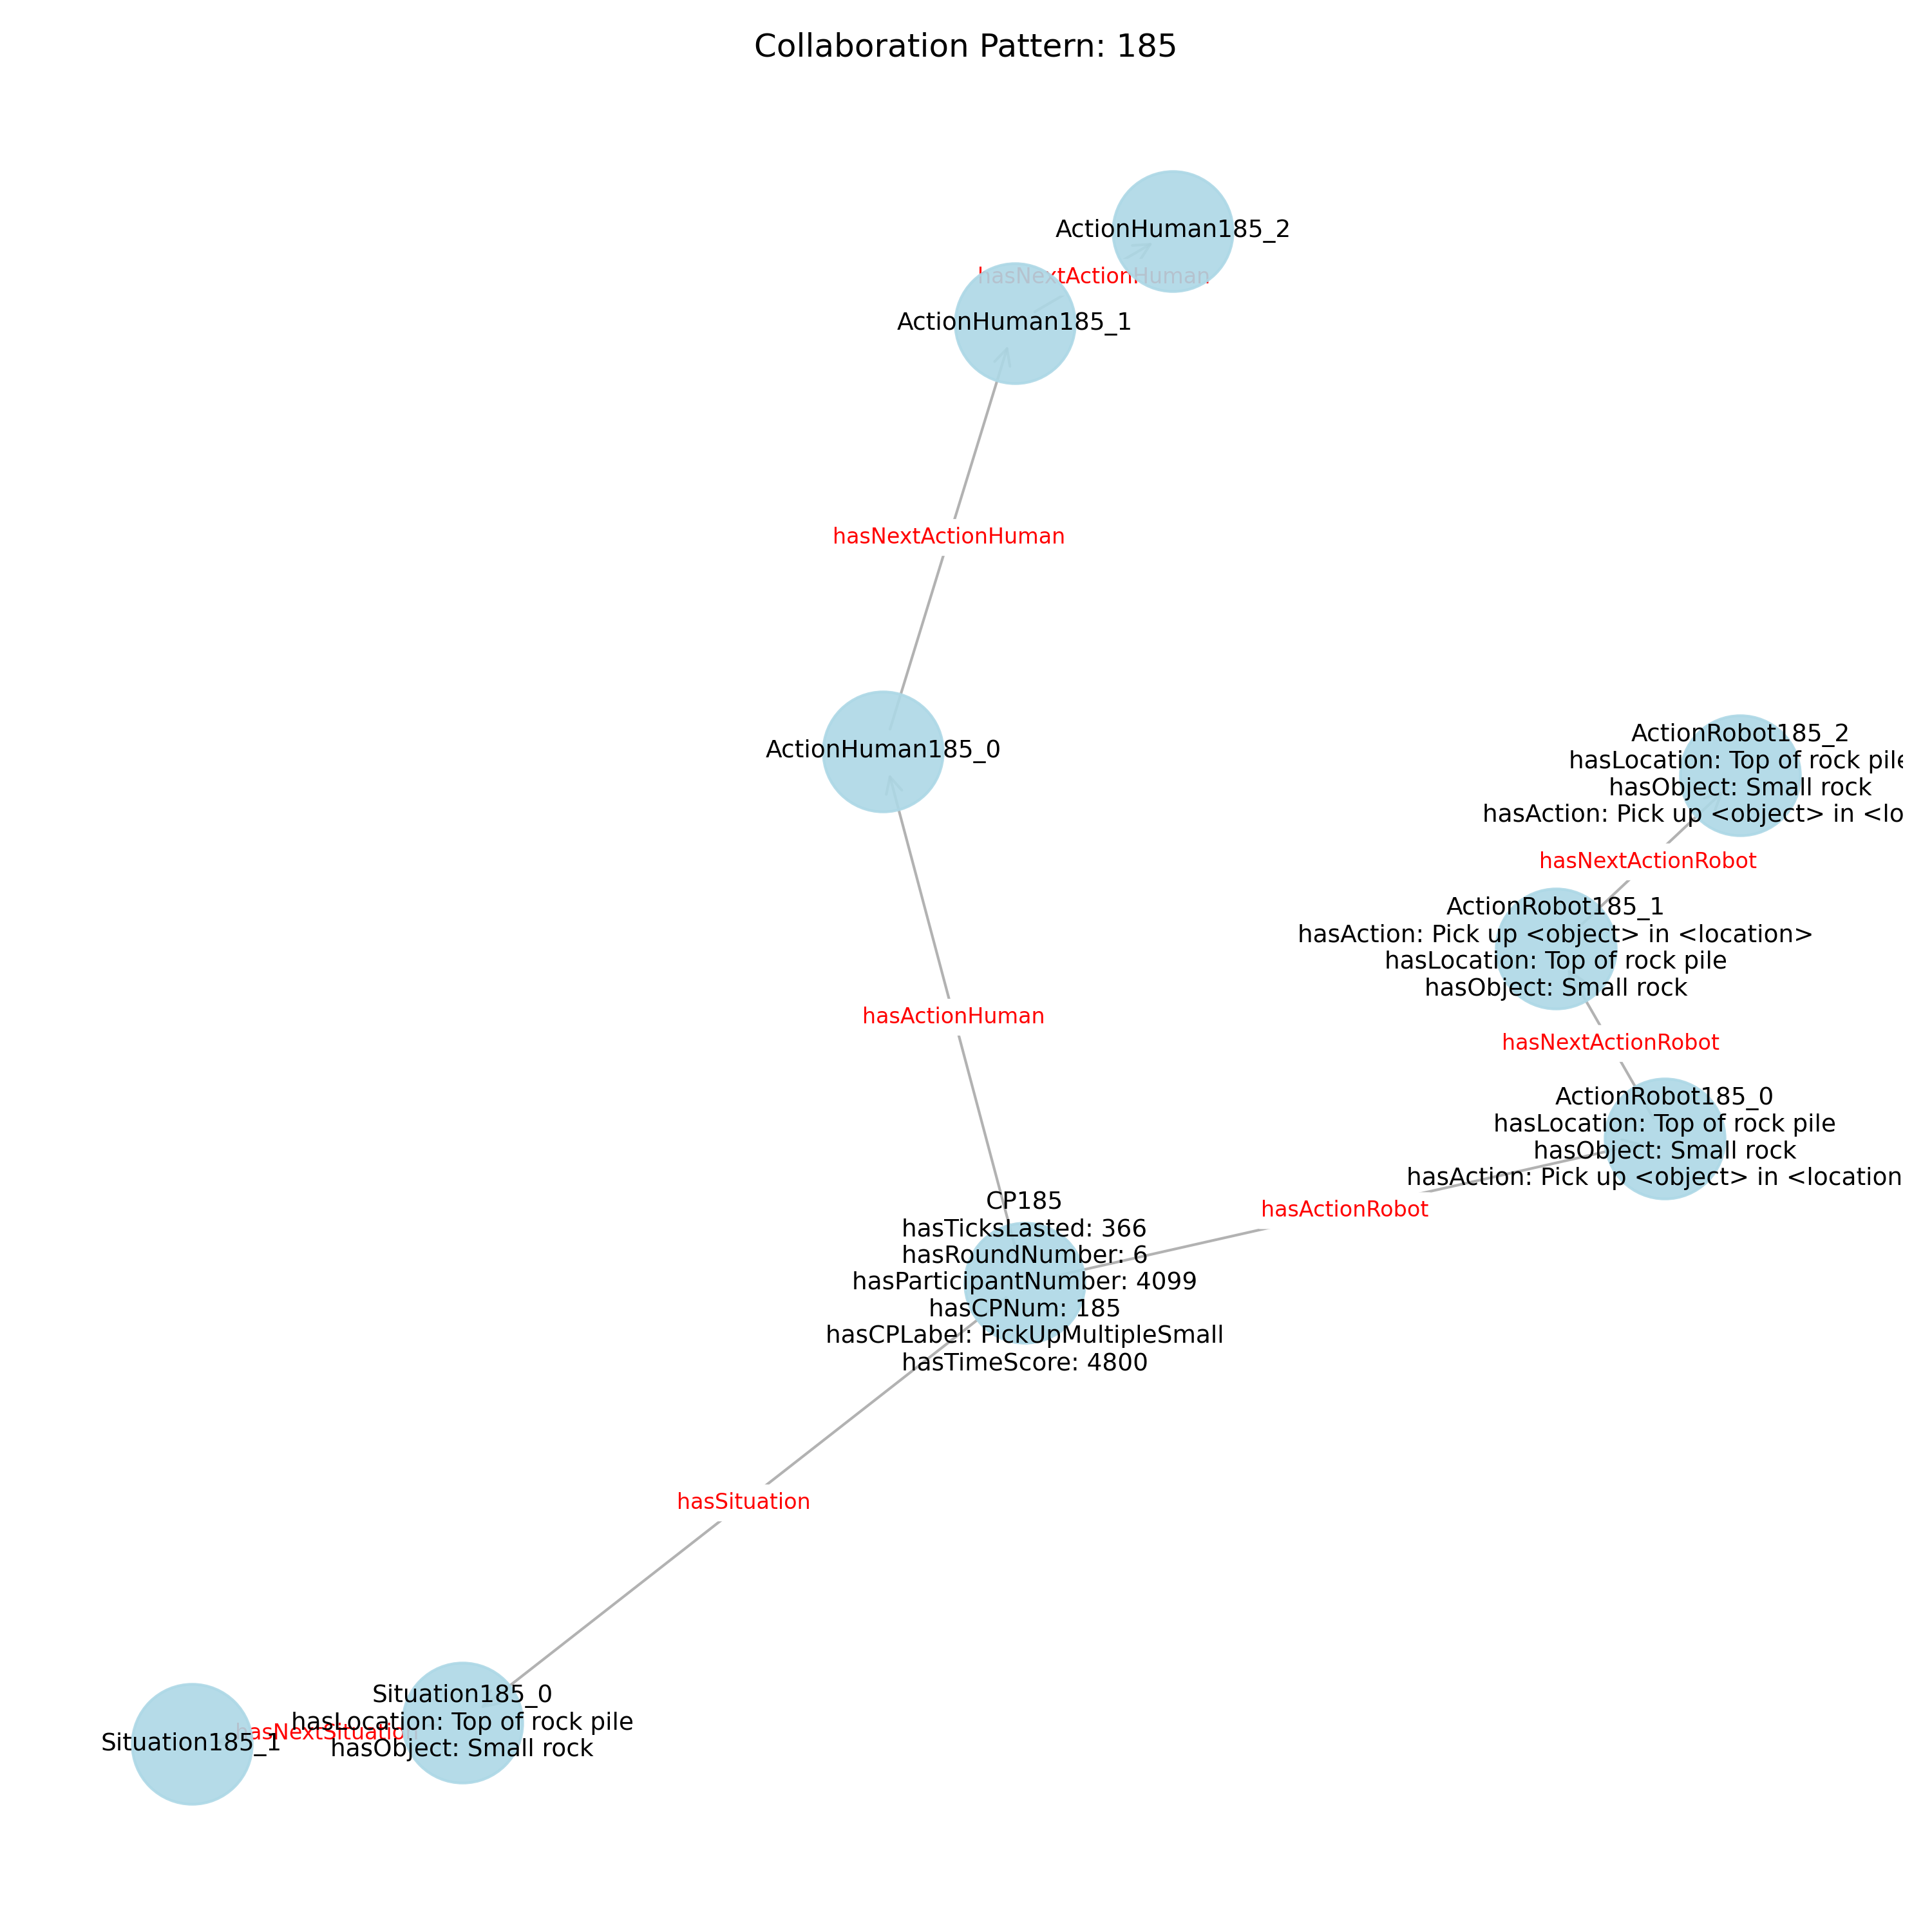 Collaboration Pattern: 185
ActionHuman185_2
hasNextActionHuman
ActionHuman185_1
hasNextActionHuman
ActionHuman185_0
ActionRobot185_2
hasLocation: Top of rock pile
hasObject: Small rock
hasAction: Pick up <object> in <lo
hasNextActionRobot
ActionRobot185_1
hasAction: Pick up <object> in <location>
hasLocation: Top of rock pile
hasObject: Small rock
hasActionHuman
hasNextActionRobot
ActionRobot185_0
hasLocation: Top of rock pile
hasObject: Small rock
hasAction: Pick up <object> in <location
hasActionRobot
CP185
hasTicksLasted: 366
hasRoundNumber: 6
hasParticipantNumber: 4099
hasCPNum: 185
hasCPLabel: PickUpMultipleSmall
hasTimeScore: 4800
hasSituation
Situation185_0
hasLocation: Top of rock pile
hasObject: Small rock
hasNextSituation
Situation185_1